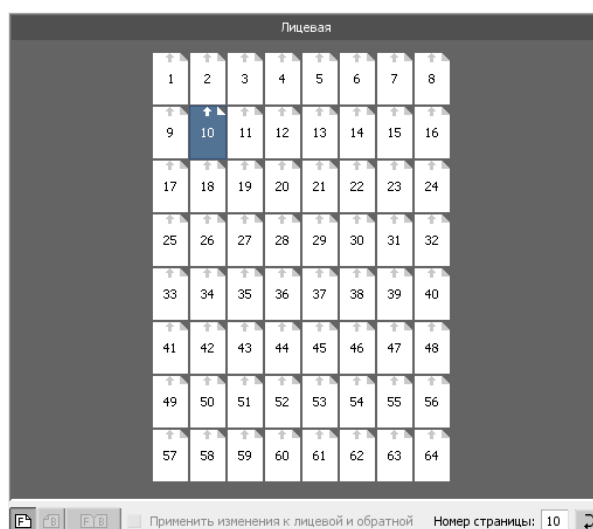 Лицевая
1 2 3 4 5 6 7 8
9 10 11 12 13 14 15 16
17 18 19 20 21 22 23 24
25 26 27 28 29 30 31 32
33 34 35 36 37 38 39 40
41 42 43 44 45 46 47 48
49 50 51 52 53 54 55 56
57 58 59 60 61 62 63 64
F B F B Применить изменения к лицевой и обратной Номер страницы: 10